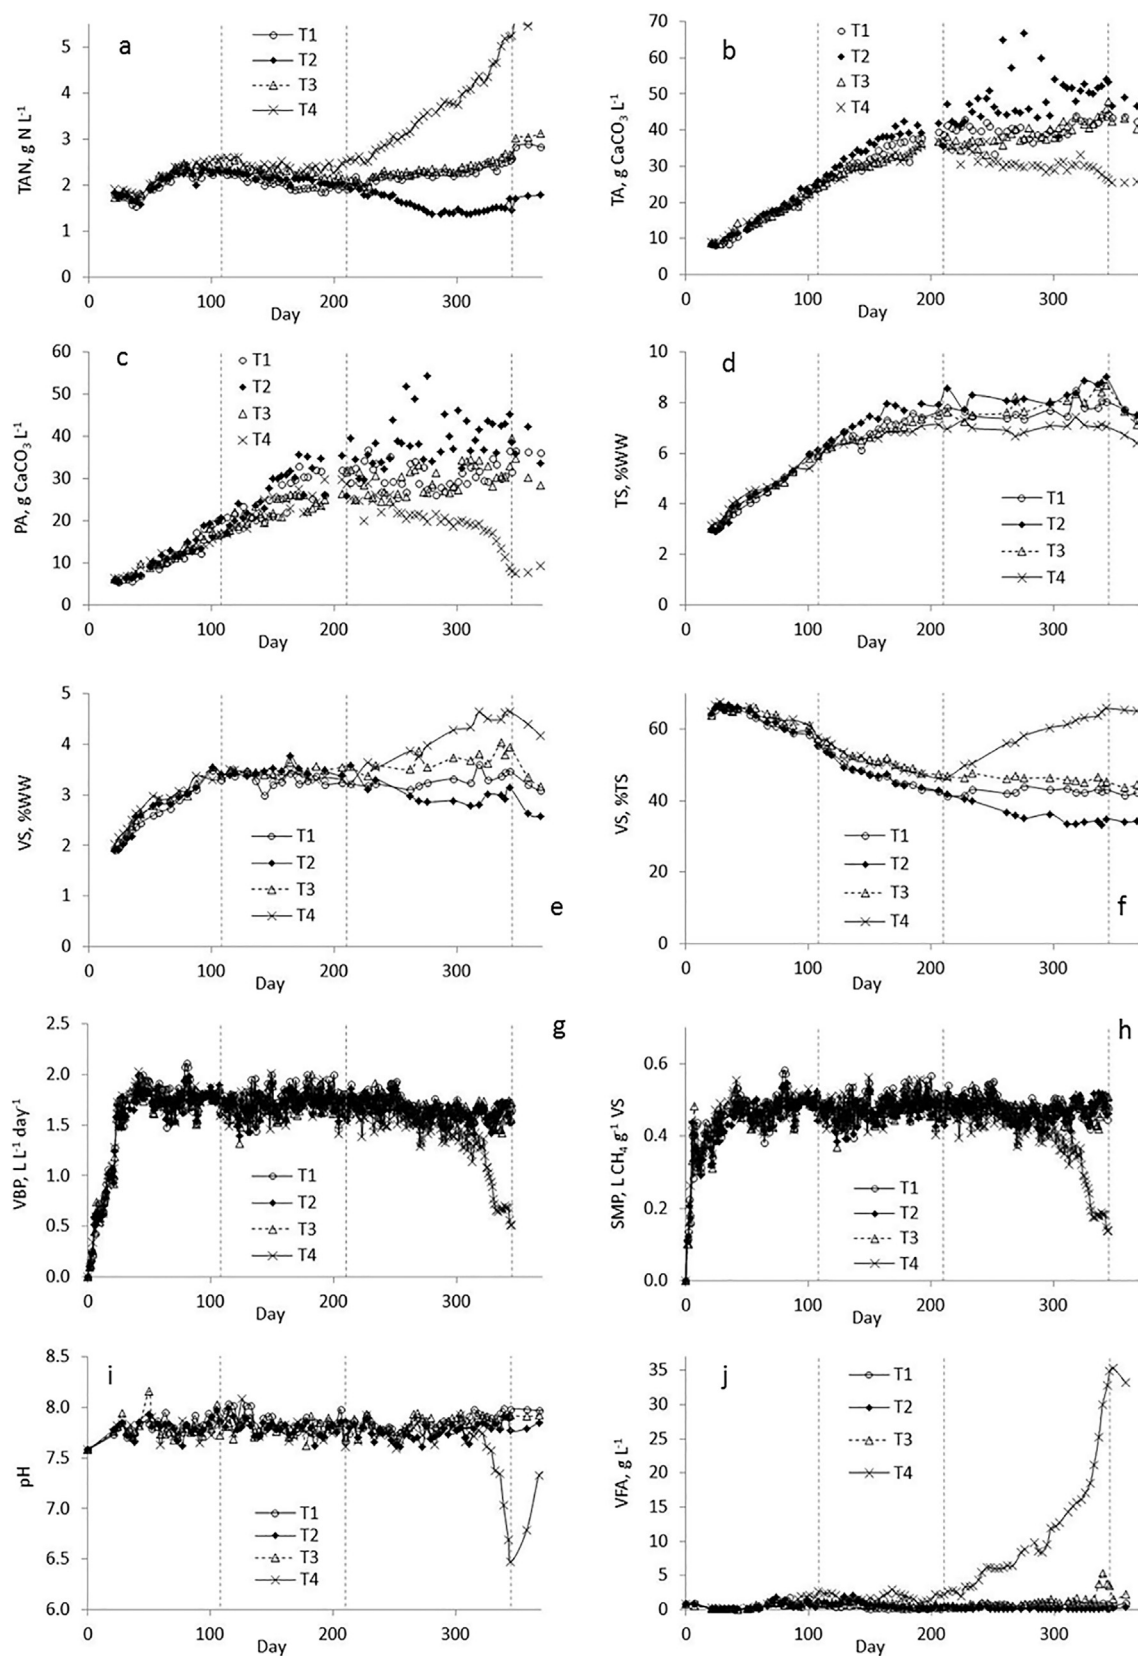 a
T1
T2
T3
T4
TAN, g N L⁻¹
5
4
3
2
1
0
0 100 200 300
Day
b
T1
T2
T3
T4
TA, g CaCO₃ L⁻¹
70
60
50
40
30
20
10
0
0 100 200 300
Day
c
T1
T2
T3
T4
PA, g CaCO₃ L⁻¹
60
50
40
30
20
10
0
0 100 200 300
Day
d
T1
T2
T3
T4
TS, %WW
10
8
6
4
2
0
0 100 200 300
Day
e
T1
T2
T3
T4
VS, %WW
5
4
3
2
1
0
0 100 200 300
Day
f
T1
T2
T3
T4
VS, %TS
60
40
20
0
0 100 200 300
Day
g
T1
T2
T3
T4
VBP, L L⁻¹ day⁻¹
2.5
2.0
1.5
1.0
0.5
0.0
0 100 200 300
Day
h
T1
T2
T3
T4
SMP, L CH₄ g⁻¹ VS
0.6
0.4
0.2
0.0
0 100 200 300
Day
i
T1
T2
T3
T4
pH
8.5
8.0
7.5
7.0
6.5
6.0
0 100 200 300
Day
j
T1
T2
T3
T4
VFA, g L⁻¹
35
30
25
20
15
10
5
0
0 100 200 300
Day